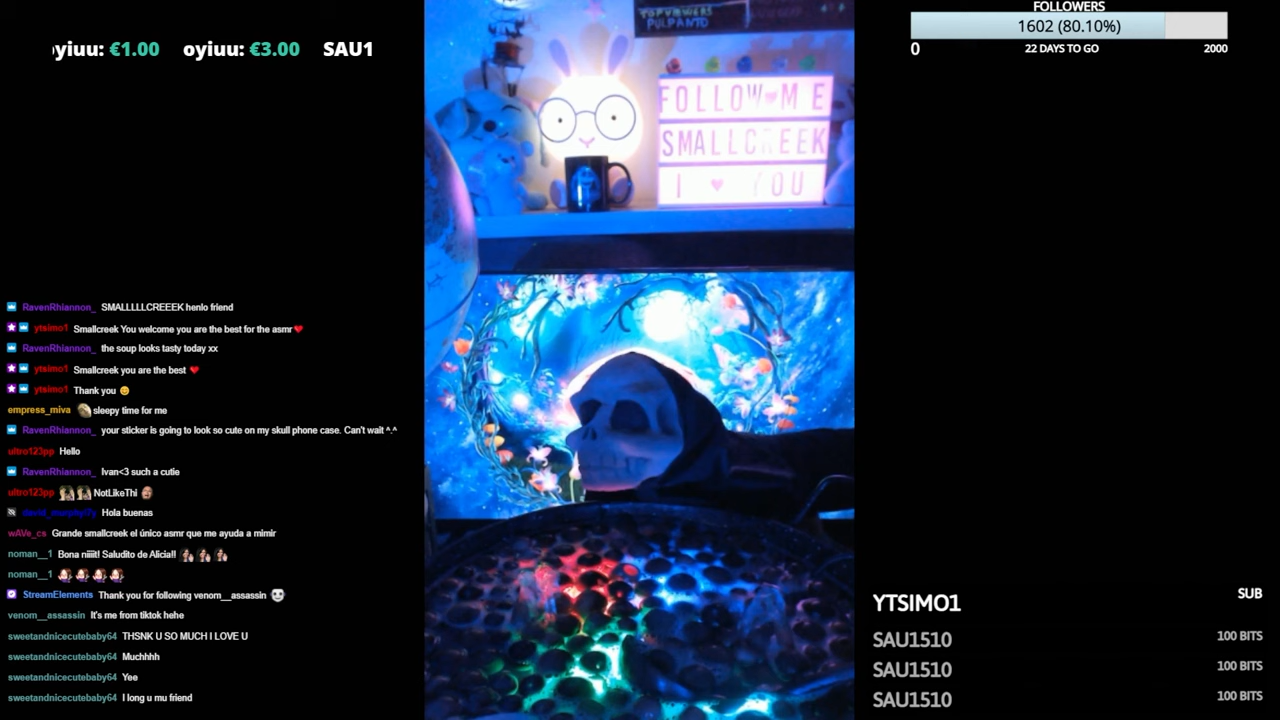 oyiuu: €1.00 oyiuu: €3.00 SAU1
TOPVIEWERS
PULPANTO
FOLLOW♥ME
SMALLCREEK
I ♥ YOU
FOLLOWERS
1602 (80.10%)
0 22 DAYS TO GO 2000
RavenRhiannon_ SMALLLLLCREEEK henlo friend
ytsimo1 Smallcreek You welcome you are the best for the asmr❤
RavenRhiannon_ the soup looks tasty today xx
ytsimo1 Smallcreek you are the best ❤
ytsimo1 Thank you 😊
empress_miva sleepy time for me
RavenRhiannon_ your sticker is going to look so cute on my skull phone case. Can't wait ^.^
ultro123pp Hello
RavenRhiannon_ Ivan<3 such a cutie
ultro123pp NotLikeThi
Hola buenas
wAVe_cs Grande smallcreek el único asmr que me ayuda a mimir
noman__1 Bona niiiit! Saludito de Alicia!!
noman__1
StreamElements Thank you for following venom__assassin
venom__assassin It's me from tiktok hehe
sweetandnicecutebaby64 THSNK U SO MUCH I LOVE U
sweetandnicecutebaby64 Muchhhh
sweetandnicecutebaby64 Yee
sweetandnicecutebaby64 I long u mu friend
YTSIMO1 SUB
SAU1510 100 BITS
SAU1510 100 BITS
SAU1510 100 BITS